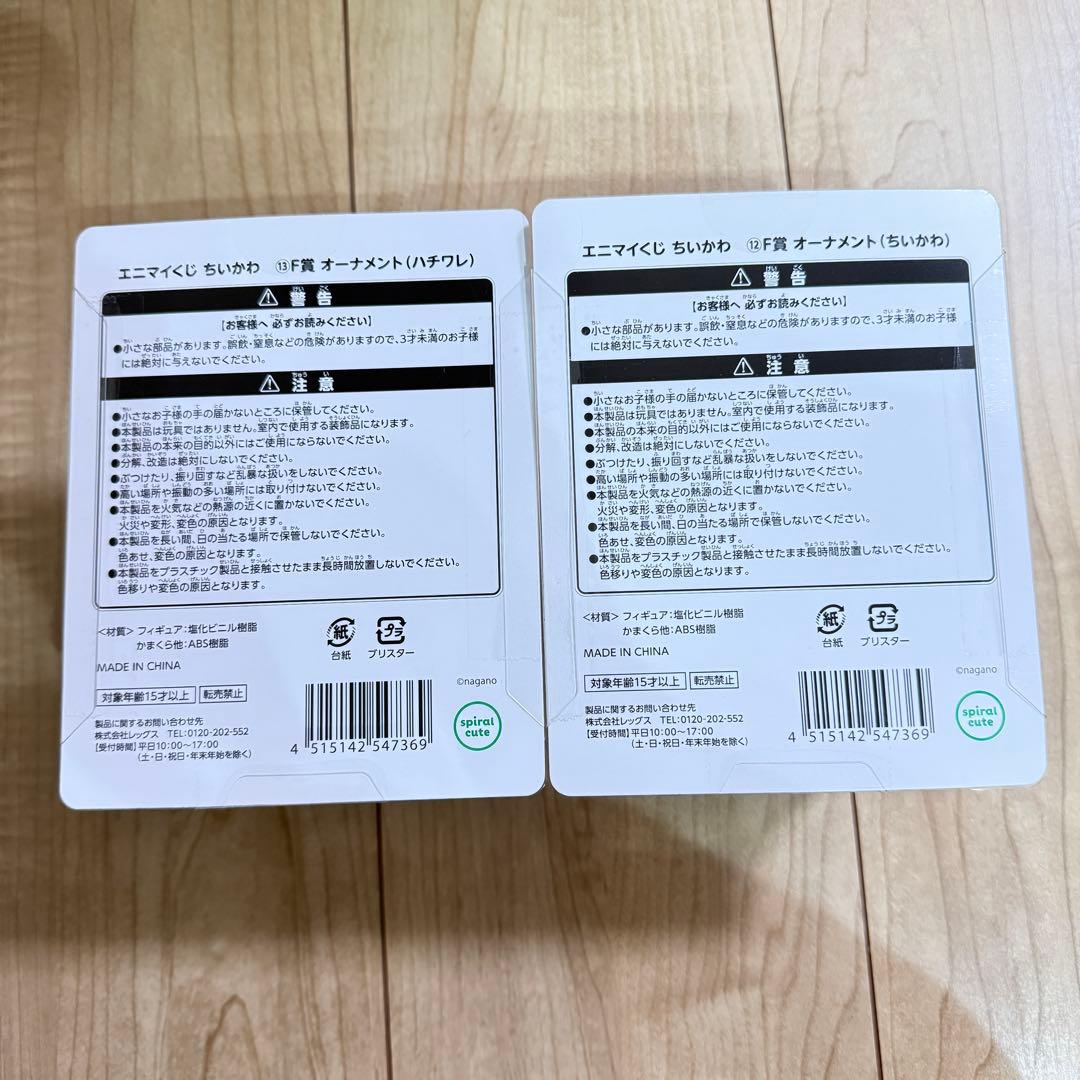 エニマイくじ ちいかわ ⑬F賞 オーナメント(ハチワレ)
⚠ 警告
【お客様へ 必ずお読みください】
●小さな部品があります。誤飲・窒息などの危険がありますので、3才未満のお子様
には絶対に与えないでください。
⚠ 注意
●小さなお子様の手の届かないところに保管してください。
●本製品は玩具ではありません。室内で使用する装飾品になります。
●本製品の本来の目的以外にはご使用にならないでください。
●分解、改造は絶対にしないでください。
●ぶつけたり、振り回すなど乱暴な扱いをしないでください。
●高い場所や振動の多い場所には取り付けないでください。
●本製品を火気などの熱源の近くに置かないでください。
火災や変形、変色の原因となります。
●本製品を長い間、日の当たる場所で保管しないでください。
色あせ、変色の原因となります。
●本製品をプラスチック製品と接触させたまま長時間放置しないでください。
色移りや変色の原因となります。
<材質> フィギュア:塩化ビニル樹脂
かまくら他:ABS樹脂
紙
台紙
プラ
ブリスター
MADE IN CHINA
©nagano
対象年齢15才以上 転売禁止
製品に関するお問い合わせ先
株式会社レッグス TEL:0120-202-552
【受付時間】平日10:00~17:00
(土・日・祝日・年末年始を除く)
4 515142 547369
spiral
cute
エニマイくじ ちいかわ ⑫F賞 オーナメント(ちいかわ)
⚠ 警告
【お客様へ 必ずお読みください】
●小さな部品があります。誤飲・窒息などの危険がありますので、3才未満のお子様
には絶対に与えないでください。
⚠ 注意
●小さなお子様の手の届かないところに保管してください。
●本製品は玩具ではありません。室内で使用する装飾品になります。
●本製品の本来の目的以外にはご使用にならないでください。
●分解、改造は絶対にしないでください。
●ぶつけたり、振り回すなど乱暴な扱いをしないでください。
●高い場所や振動の多い場所には取り付けないでください。
●本製品を火気などの熱源の近くに置かないでください。
火災や変形、変色の原因となります。
●本製品を長い間、日の当たる場所で保管しないでください。
色あせ、変色の原因となります。
●本製品をプラスチック製品と接触させたまま長時間放置しないでください。
色移りや変色の原因となります。
<材質> フィギュア:塩化ビニル樹脂
かまくら他:ABS樹脂
紙
台紙
プラ
ブリスター
MADE IN CHINA
©nagano
対象年齢15才以上 転売禁止
製品に関するお問い合わせ先
株式会社レッグス TEL:0120-202-552
【受付時間】平日10:00~17:00
(土・日・祝日・年末年始を除く)
4 515142 547369
spiral
cute